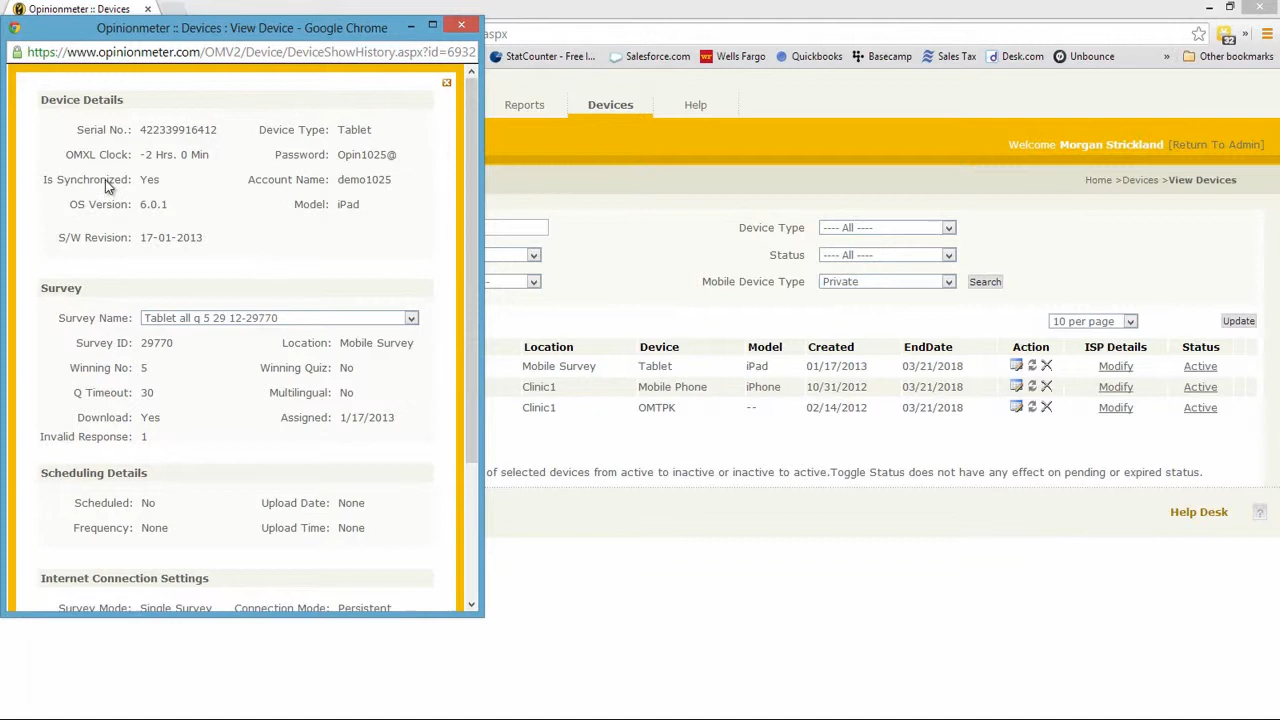 Opinionmeter :: Devices
Opinionmeter :: Devices : View Device - Google Chrome
https://www.opinionmeter.com/OMV2/Device/DeviceShowHistory.aspx?id=6932
spx
StatCounter - Free l... Salesforce.com Wells Fargo Quickbooks Basecamp Sales Tax Desk.com Unbounce Other bookmarks
Reports Devices Help
Welcome Morgan Strickland [Return To Admin]
Home >Devices >View Devices
Device Type ---- All ----
Status ---- All ----
Mobile Device Type Private Search
10 per page Update
Location Device Model Created EndDate Action ISP Details Status
Mobile Survey Tablet iPad 01/17/2013 03/21/2018 Modify Active
Clinic1 Mobile Phone iPhone 10/31/2012 03/21/2018 Modify Active
Clinic1 OMTPK -- 02/14/2012 03/21/2018 Modify Active
of selected devices from active to inactive or inactive to active.Toggle Status does not have any effect on pending or expired status.
Help Desk ?
Device Details
Serial No.: 422339916412 Device Type: Tablet
OMXL Clock: -2 Hrs. 0 Min Password: Opin1025@
Is Synchronized: Yes Account Name: demo1025
OS Version: 6.0.1 Model: iPad
S/W Revision: 17-01-2013
Survey
Survey Name: Tablet all q 5 29 12-29770
Survey ID: 29770 Location: Mobile Survey
Winning No: 5 Winning Quiz: No
Q Timeout: 30 Multilingual: No
Download: Yes Assigned: 1/17/2013
Invalid Response: 1
Scheduling Details
Scheduled: No Upload Date: None
Frequency: None Upload Time: None
Internet Connection Settings
Survey Mode: Single Survey Connection Mode: Persistent